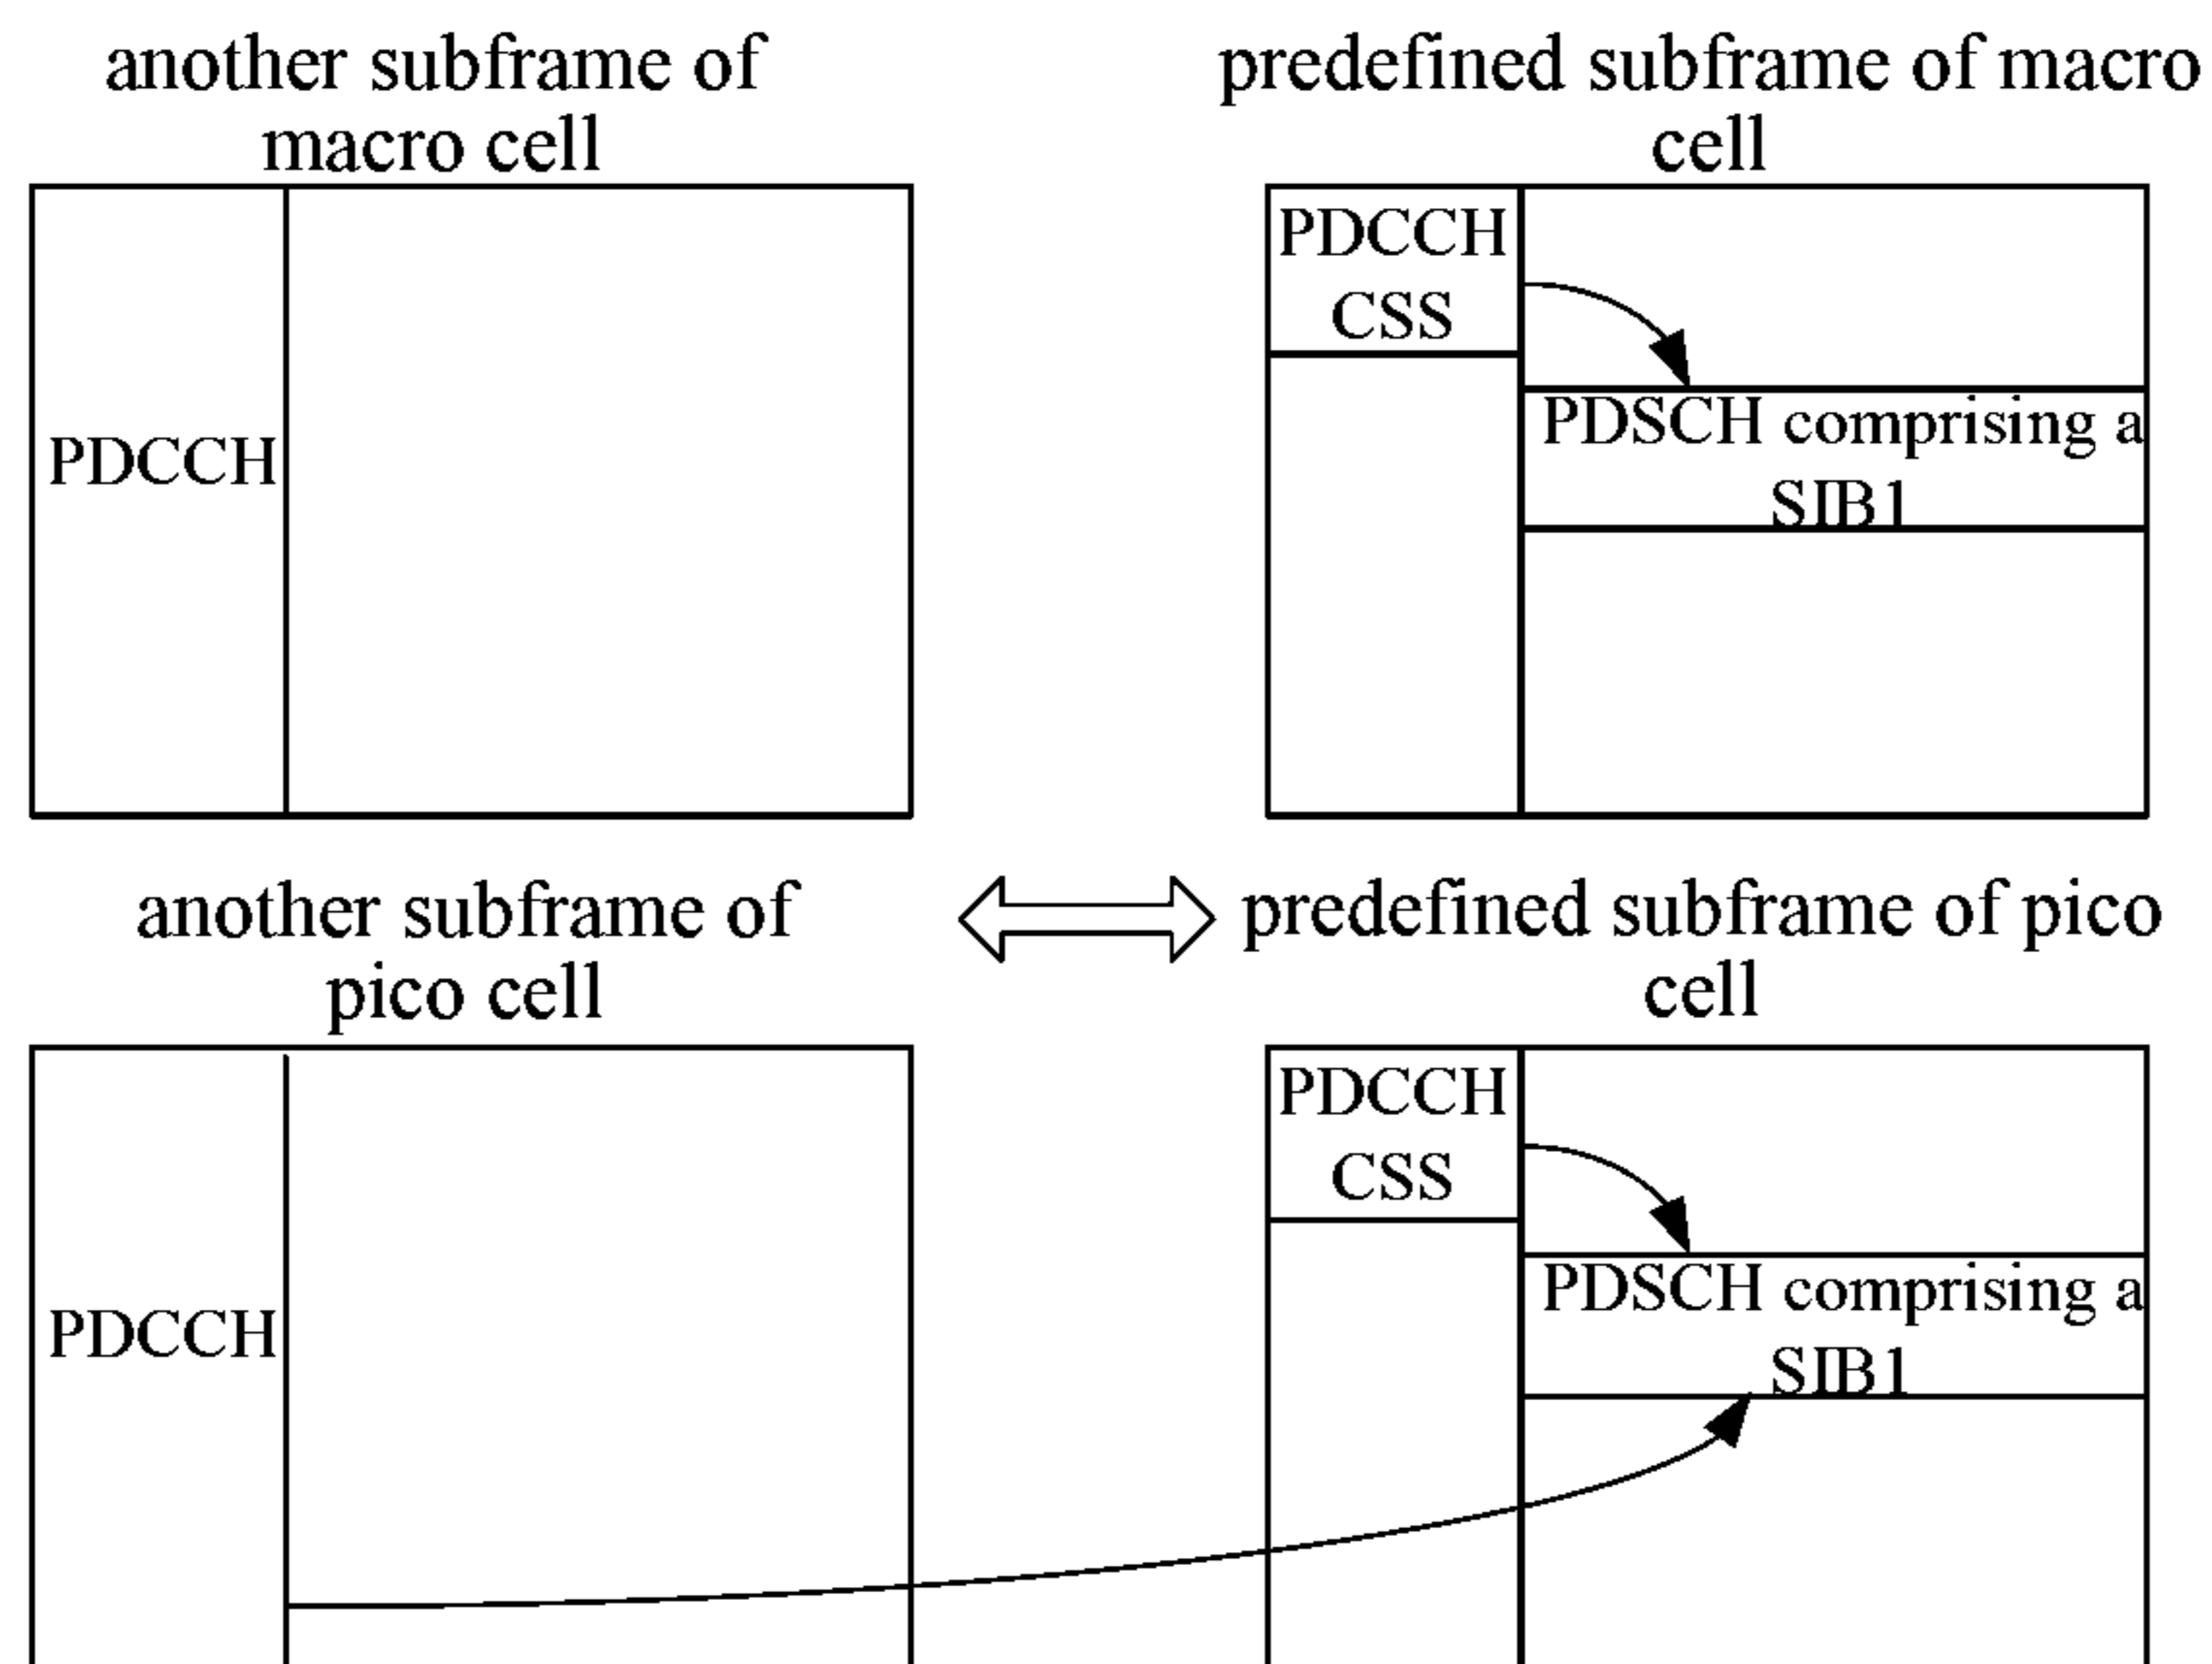 another subframe of
macro cell
predefined subframe of macro
cell
PDCCH
PDCCH
CSS
PDSCH comprising a
SIB1
another subframe of
pico cell
predefined subframe of pico
cell
PDCCH
PDCCH
CSS
PDSCH comprising a
SIB1